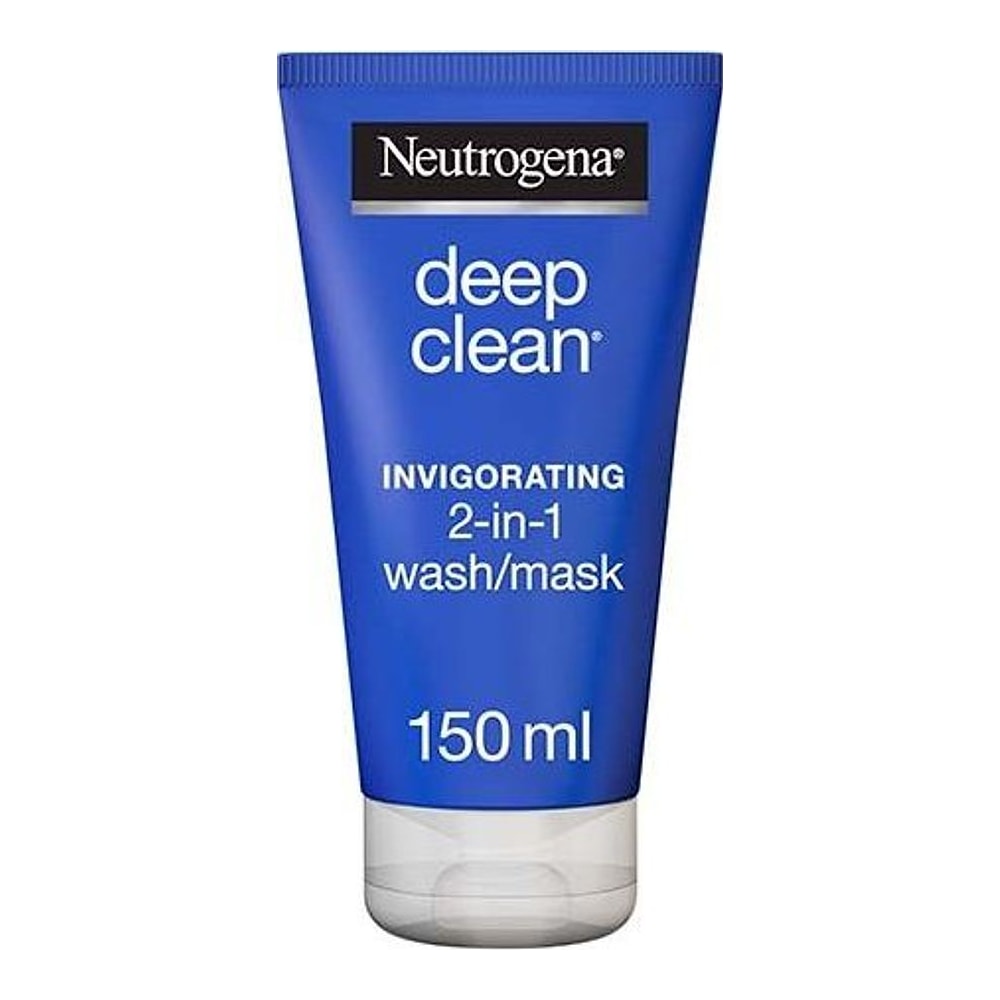 Neutrogena®
deep
clean®
INVIGORATING
2-in-1
wash/mask
150 ml